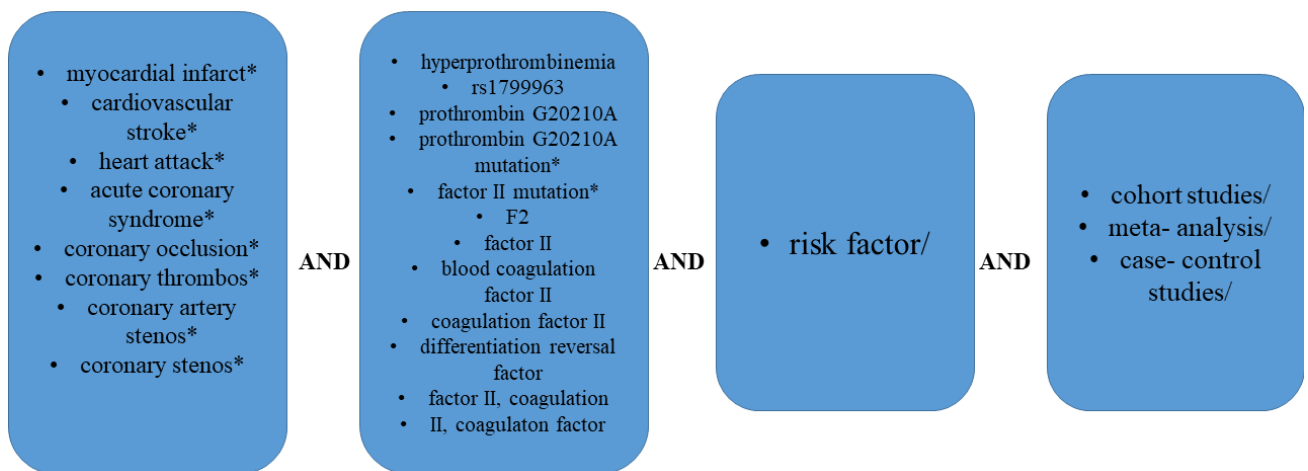 • myocardial infarct*
• cardiovascular
stroke*
• heart attack*
• acute coronary
syndrome*
• coronary occlusion*
• coronary thrombos*
• coronary artery
stenos*
• coronary stenos*
AND
• hyperprothrombinemia
• rs1799963
• prothrombin G20210A
• prothrombin G20210A
mutation*
• factor II mutation*
• F2
• factor II
• blood coagulation
factor II
• coagulation factor II
• differentiation reversal
factor
• factor II, coagulation
• II, coagulaton factor
AND
• risk factor/
AND
• cohort studies/
• meta- analysis/
• case- control
studies/